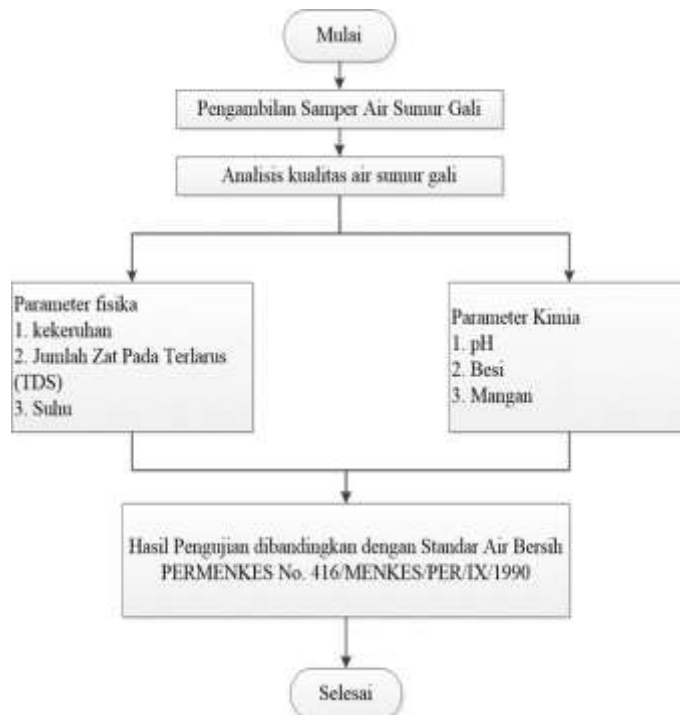 Mulai
Pengambilan Samper Air Sumur Gali
Analisis kualitas air sumur gali
Parameter fisika
1. kekeruhan
2. Jumlah Zat Pada Terlarus
(TDS)
3. Suhu
Parameter Kimia
1. pH
2. Besi
3. Mangan
Hasil Pengujian dibandingkan dengan Standar Air Bersih
PERMENKES No. 416/MENKES/PER/IX/1990
Selesai